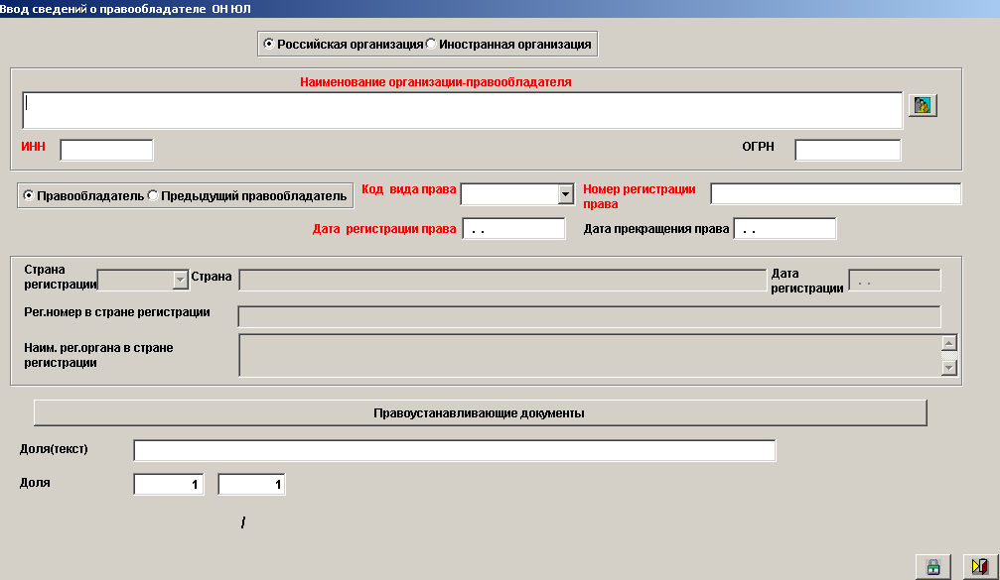 Ввод сведений о правообладателе ОН ЮЛ
Российская организация Иностранная организация
Наименование организации-правообладателя
ИНН ОГРН
Правообладатель Предыдущий правообладатель Код вида права Номер регистрации
права
Дата регистрации права . . Дата прекращения права . .
Страна
регистрации Страна Дата
регистрации . .
Рег.номер в стране регистрации
Наим. рег.органа в стране
регистрации
Правоустанавливающие документы
Доля(текст)
Доля 1 1
/